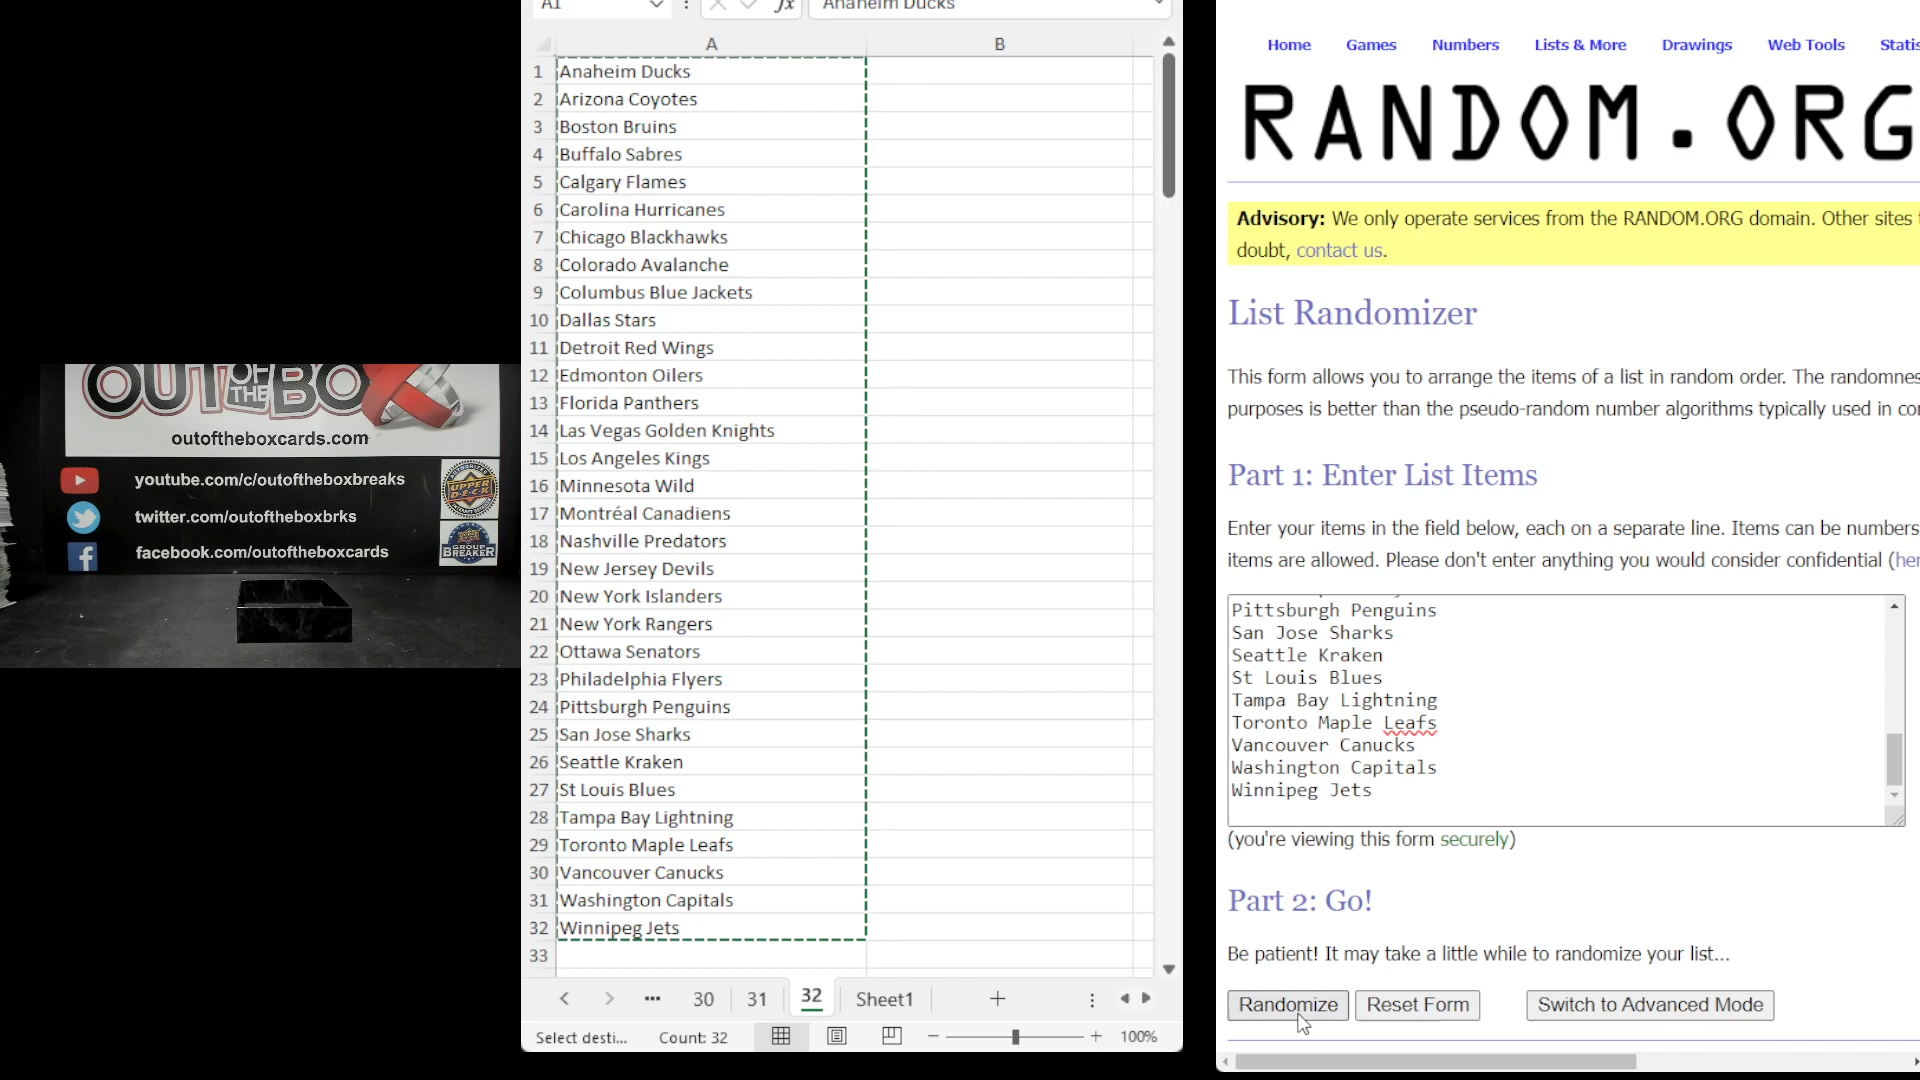 OUT OF THE BO
outoftheboxcards.com
youtube.com/c/outoftheboxbreaks
twitter.com/outoftheboxbrks
facebook.com/outoftheboxcards
UPPER DECK
UPPER DECK
GROUP BREAKER
A1
fx
Anaheim Ducks
A
B
1 Anaheim Ducks
2 Arizona Coyotes
3 Boston Bruins
4 Buffalo Sabres
5 Calgary Flames
6 Carolina Hurricanes
7 Chicago Blackhawks
8 Colorado Avalanche
9 Columbus Blue Jackets
10 Dallas Stars
11 Detroit Red Wings
12 Edmonton Oilers
13 Florida Panthers
14 Las Vegas Golden Knights
15 Los Angeles Kings
16 Minnesota Wild
17 Montréal Canadiens
18 Nashville Predators
19 New Jersey Devils
20 New York Islanders
21 New York Rangers
22 Ottawa Senators
23 Philadelphia Flyers
24 Pittsburgh Penguins
25 San Jose Sharks
26 Seattle Kraken
27 St Louis Blues
28 Tampa Bay Lightning
29 Toronto Maple Leafs
30 Vancouver Canucks
31 Washington Capitals
32 Winnipeg Jets
33
... 30 31 32 Sheet1 +
Select desti... Count: 32 100%
Home Games Numbers Lists & More Drawings Web Tools Statis
RANDOM.ORG
Advisory: We only operate services from the RANDOM.ORG domain. Other sites
doubt, contact us.
List Randomizer
This form allows you to arrange the items of a list in random order. The randomnes
purposes is better than the pseudo-random number algorithms typically used in co
Part 1: Enter List Items
Enter your items in the field below, each on a separate line. Items can be numbers
items are allowed. Please don't enter anything you would consider confidential (her
Pittsburgh Penguins
San Jose Sharks
Seattle Kraken
St Louis Blues
Tampa Bay Lightning
Toronto Maple Leafs
Vancouver Canucks
Washington Capitals
Winnipeg Jets
(you're viewing this form securely)
Part 2: Go!
Be patient! It may take a little while to randomize your list...
Randomize Reset Form Switch to Advanced Mode